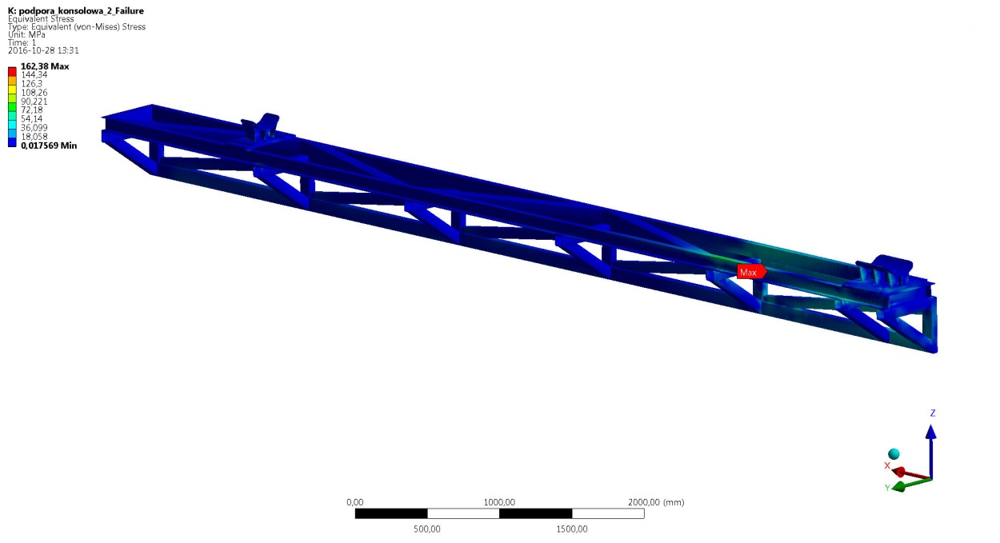 K: podpora_konsolowa_2_Failure
Equivalent Stress
Type: Equivalent (von-Mises) Stress
Unit: MPa
Time: 1
2016-10-28 13:31
162,38 Max
144,34
126,3
108,26
90,221
72,18
54,14
36,099
18,058
0,017569 Min
Max
Z
X
Y
0,00 1000,00 2000,00 (mm)
500,00 1500,00